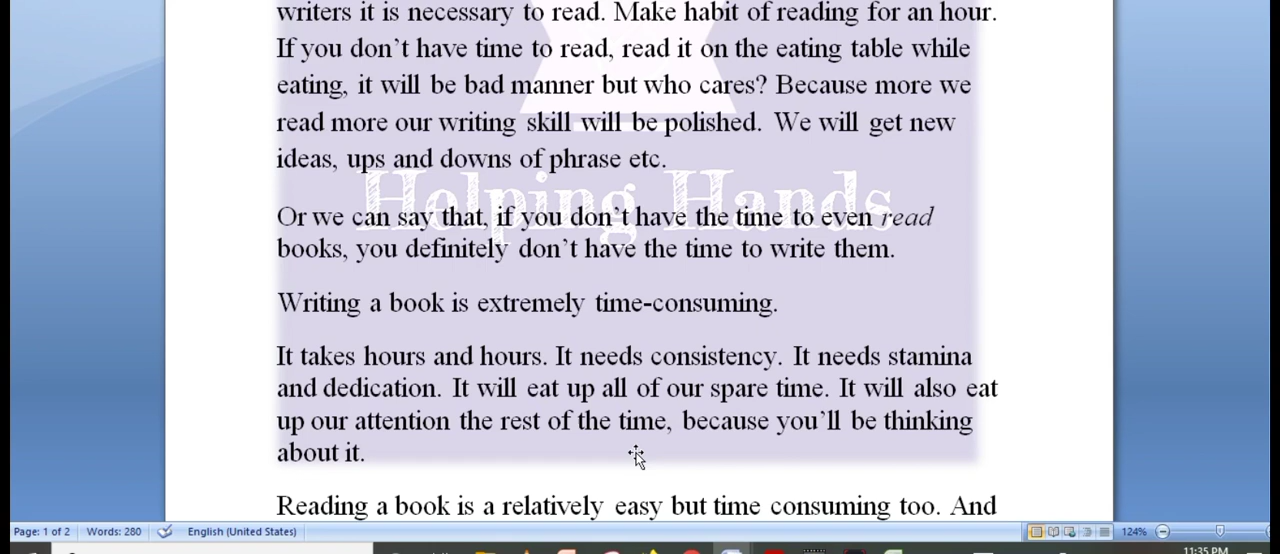 writers it is necessary to read. Make habit of reading for an hour.
If you don’t have time to read, read it on the eating table while
eating, it will be bad manner but who cares? Because more we
read more our writing skill will be polished. We will get new
ideas, ups and downs of phrase etc.
Helping Hands
Or we can say that, if you don’t have the time to even read
books, you definitely don’t have the time to write them.
Writing a book is extremely time-consuming.
It takes hours and hours. It needs consistency. It needs stamina
and dedication. It will eat up all of our spare time. It will also eat
up our attention the rest of the time, because you’ll be thinking
about it.
Reading a book is a relatively easy but time consuming too. And
Page: 1 of 2 Words: 280 English (United States) 124%
11:35 PM